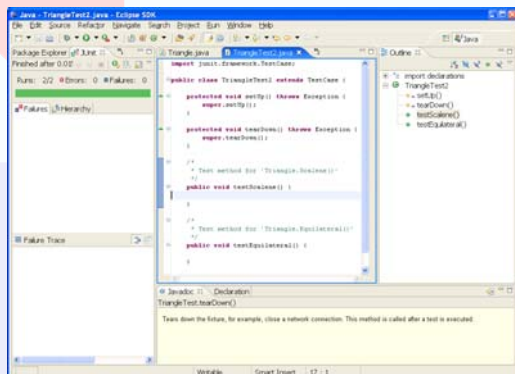 Java - TriangleTest2.java - Eclipse SDK
File Edit Source Refactor Navigate Search Project Run Window Help
Java
Package Explorer JUnit
Finished after 0.01
Runs: 2/2 Errors: 0 Failures: 0
Failures Hierarchy
Failure Trace
Triangle.java TriangleTest2.java
import junit.framework.TestCase;
public class TriangleTest2 extends TestCase {
protected void setUp() throws Exception {
super.setUp();
}
protected void tearDown() throws Exception {
super.tearDown();
}
/*
* Test method for 'Triangle.Scalene()'
*/
public void testScalene() {
}
/*
* Test method for 'Triangle.Equilateral()'
*/
public void testEquilateral() {
}
Outline
import declarations
TriangleTest2
setUp()
tearDown()
testScalene()
testEquilateral()
Javadoc Declaration
TriangleTest.tearDown()
Tears down the fixture, for example, close a network connection. This method is called after a test is executed.
Writable Smart Insert 17 : 1